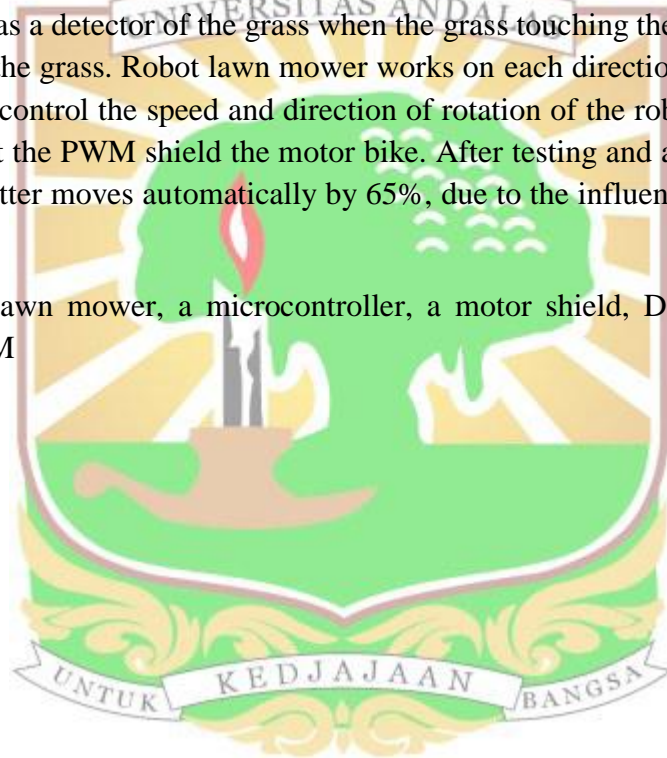 as a detector of the grass when the grass touching the
UNIVERSITAS ANDALAS
the grass. Robot lawn mower works on each directio
control the speed and direction of rotation of the rob
t the PWM shield the motor bike. After testing and a
tter moves automatically by 65%, due to the influen
awn mower, a microcontroller, a motor shield, D
M
UNTUK KEDJAJAAN BANGSA